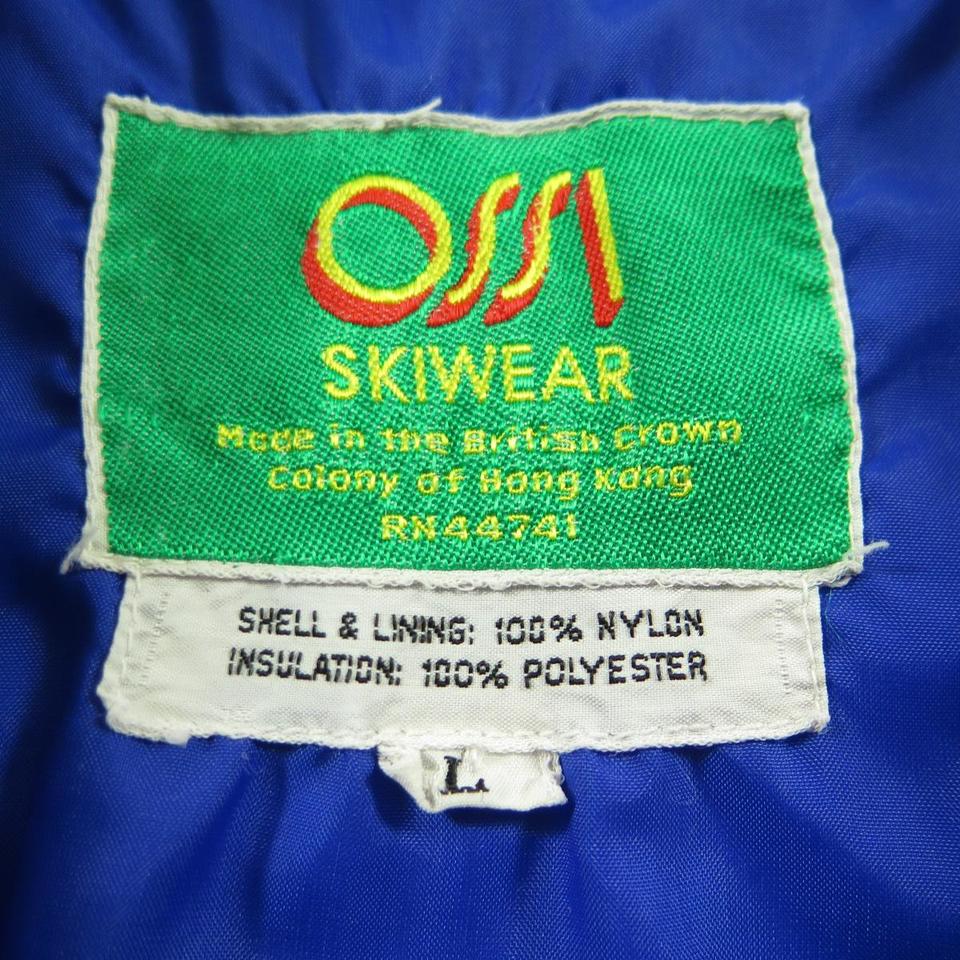 OSSI
SKIWEAR
Made in the British Crown
Colony of Hong Kong
RN44741
SHELL & LINING: 100% NYLON
INSULATION: 100% POLYESTER
L